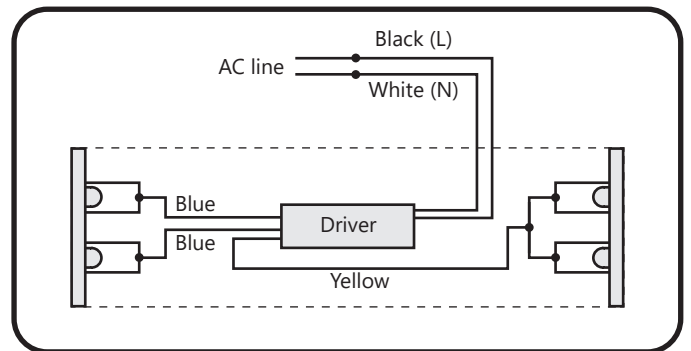 Black (L)
AC line
White (N)
Blue
Driver
Blue
Yellow